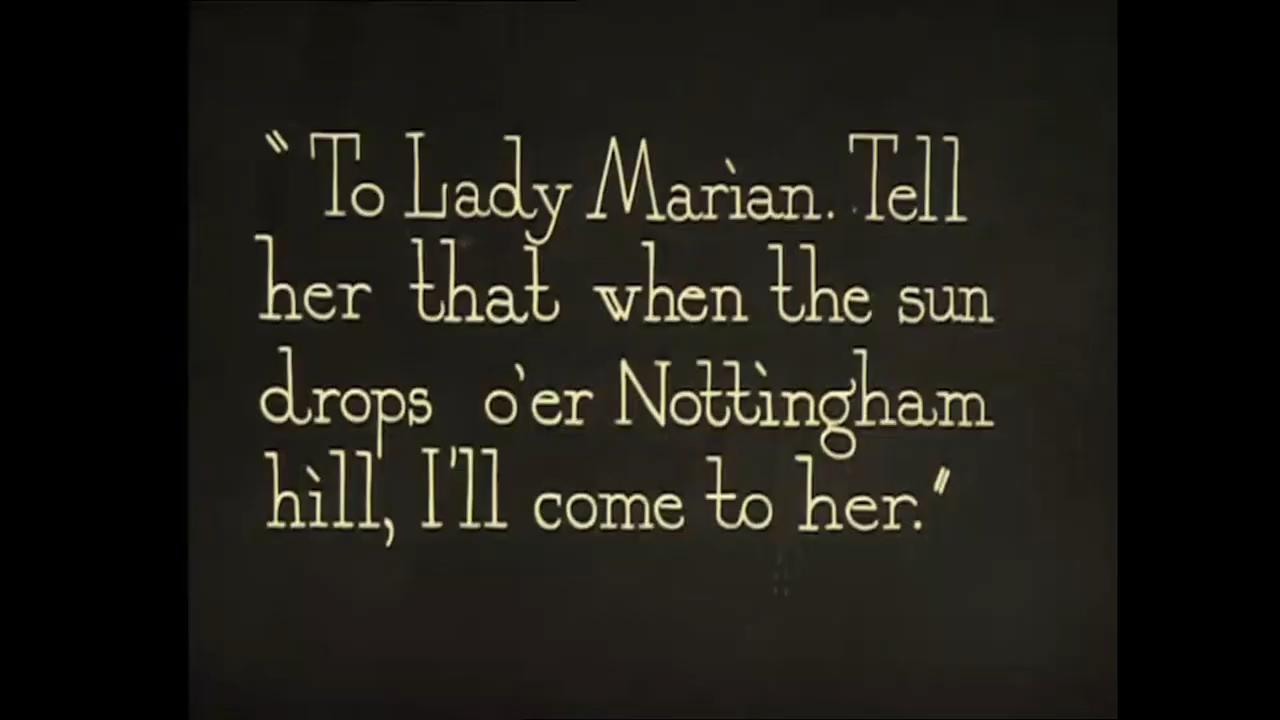 "To Lady Marian. Tell
her that when the sun
drops o'er Nottingham
hill, I'll come to her."